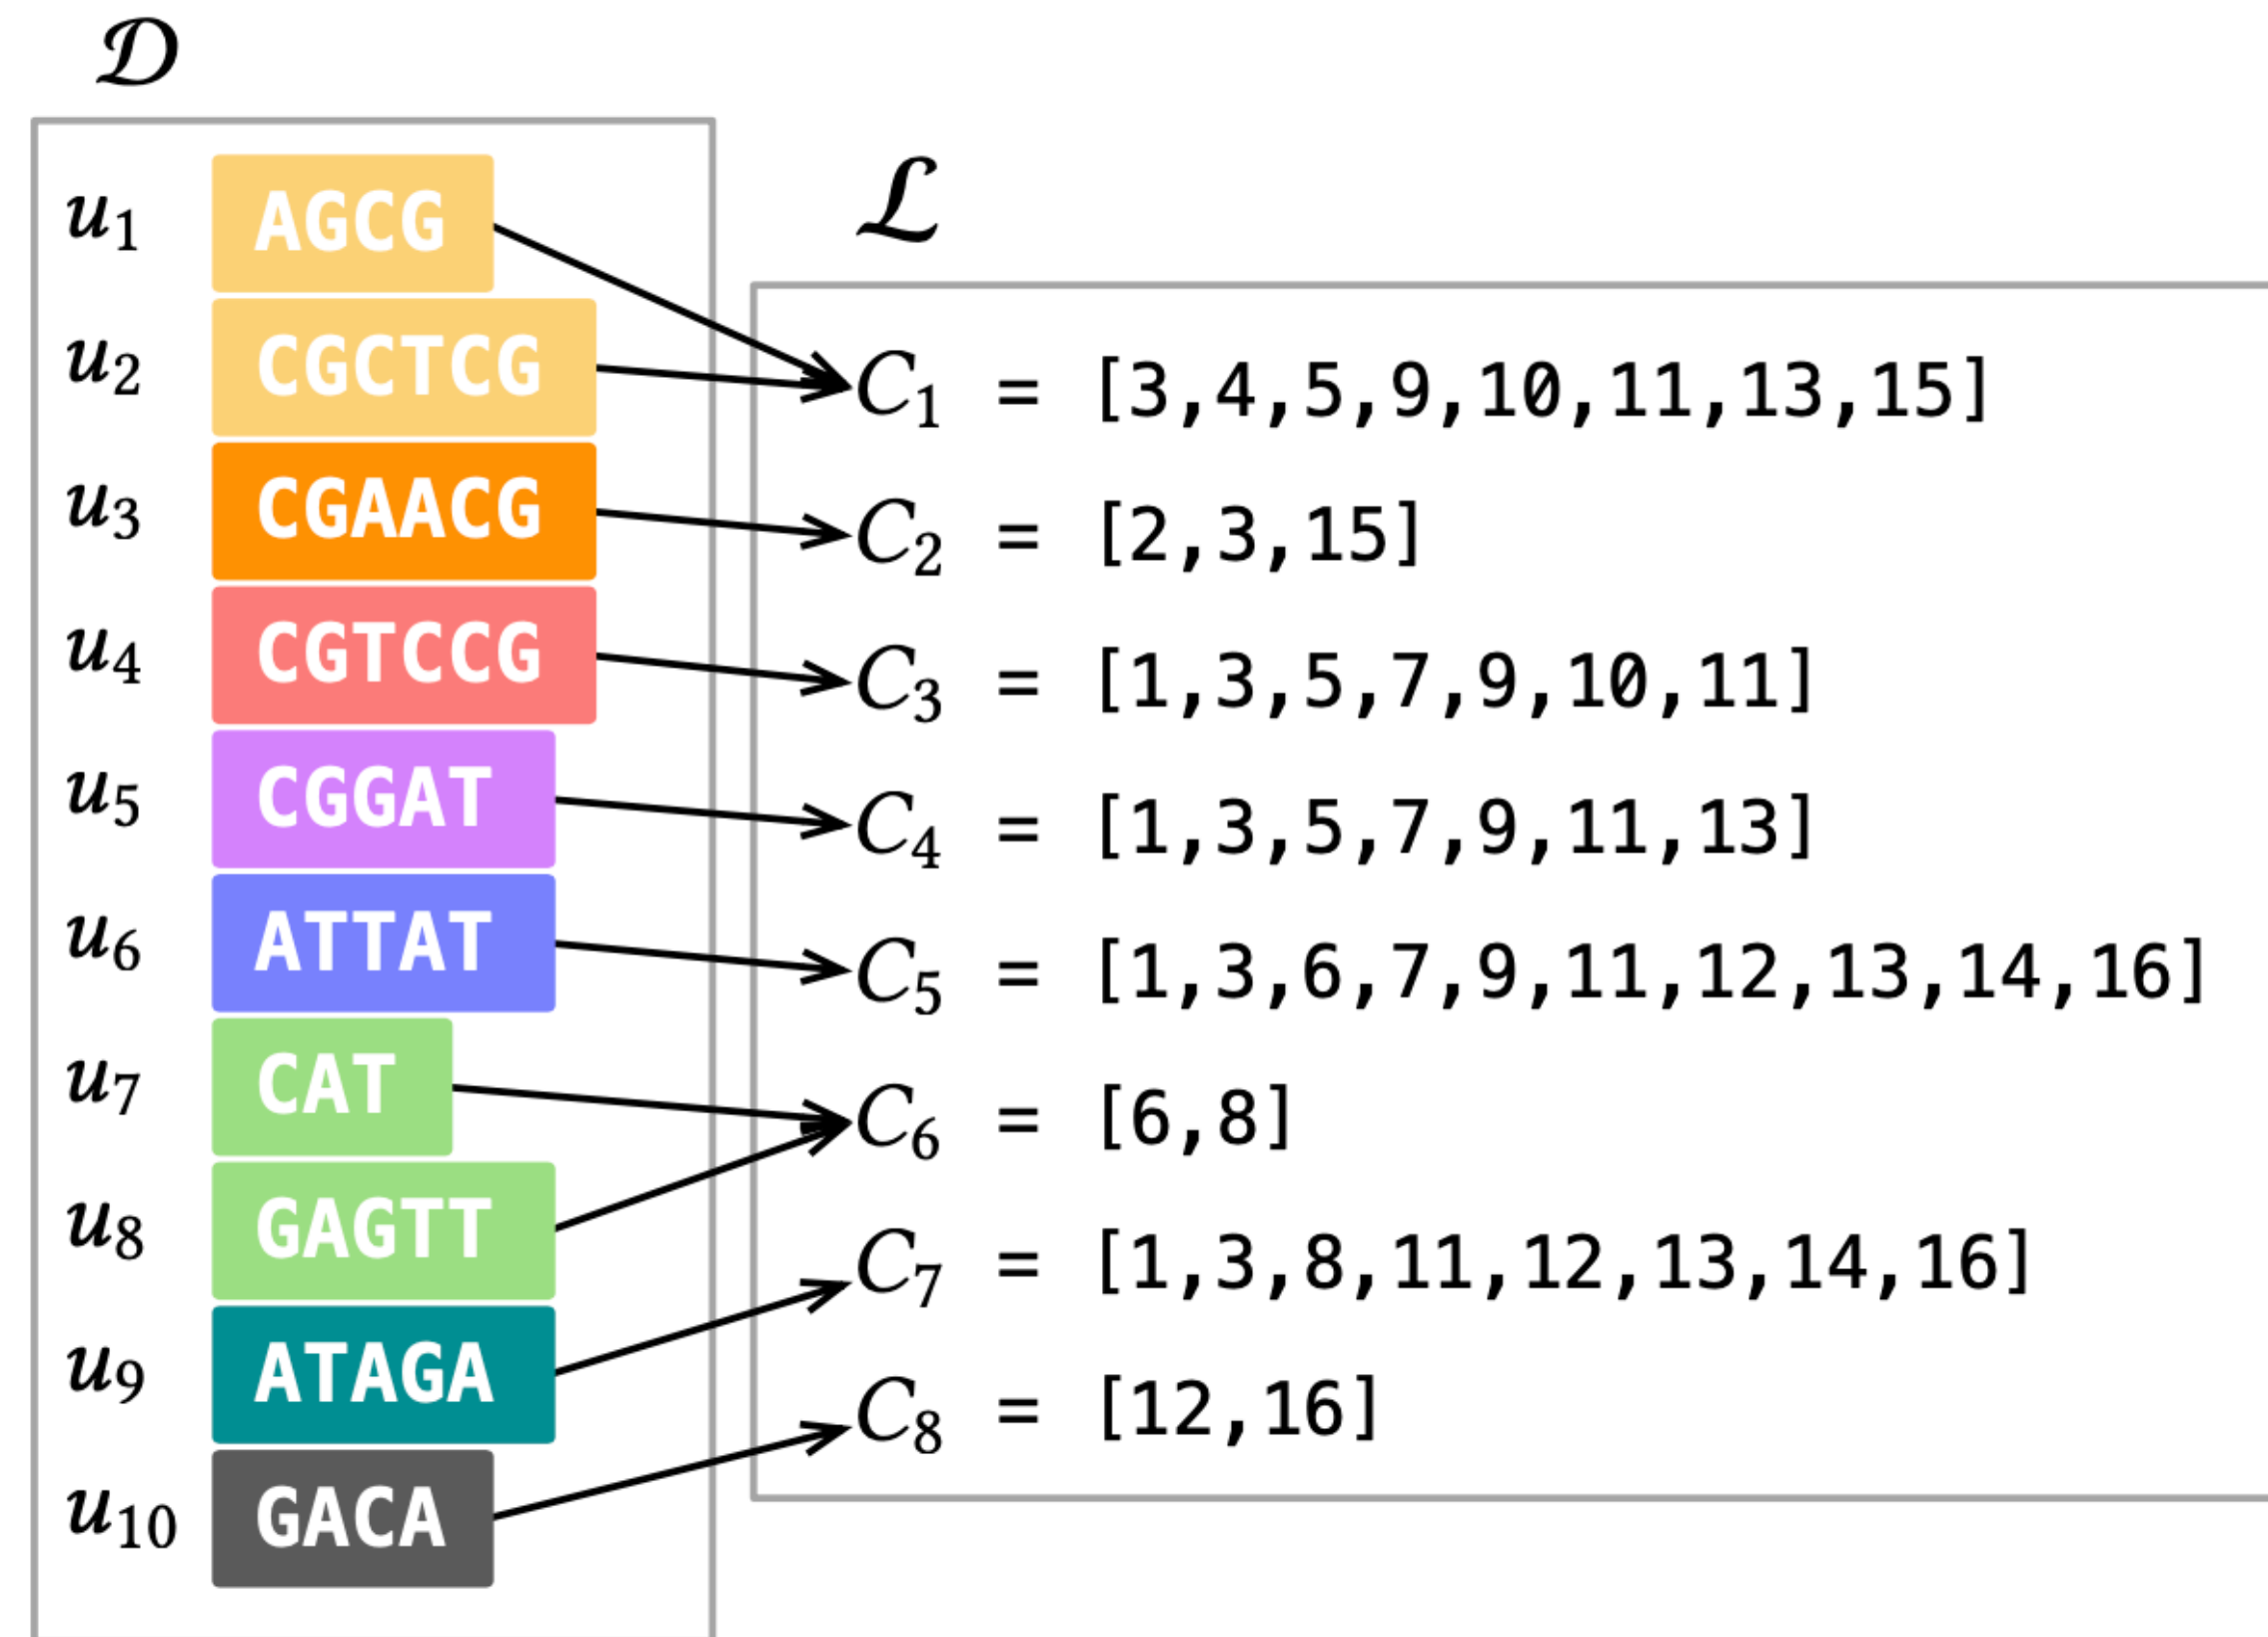 𝒟
u1 AGCG
u2 CGCTCG
u3 CGAACG
u4 CGTCCG
u5 CGGAT
u6 ATTAT
u7 CAT
u8 GAGTT
u9 ATAGA
u10 GACA
ℒ
C1 = [3,4,5,9,10,11,13,15]
C2 = [2,3,15]
C3 = [1,3,5,7,9,10,11]
C4 = [1,3,5,7,9,11,13]
C5 = [1,3,6,7,9,11,12,13,14,16]
C6 = [6,8]
C7 = [1,3,8,11,12,13,14,16]
C8 = [12,16]